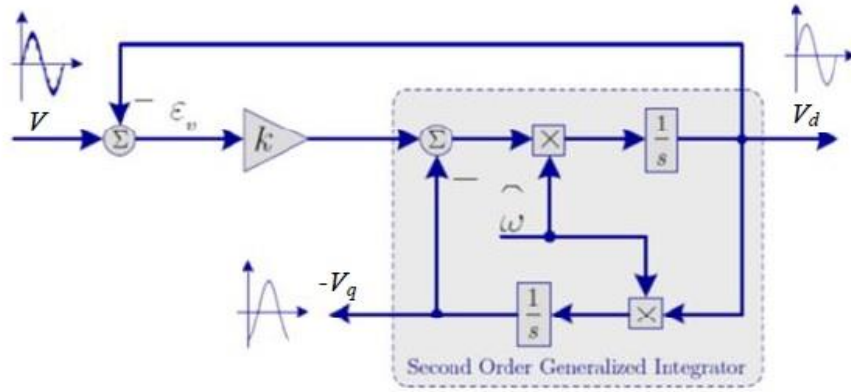 V
−
ε_v
k
Σ
Σ
−
×
1/s
V_d
ω̂
-V_q
1/s
×
Second Order Generalized Integrator